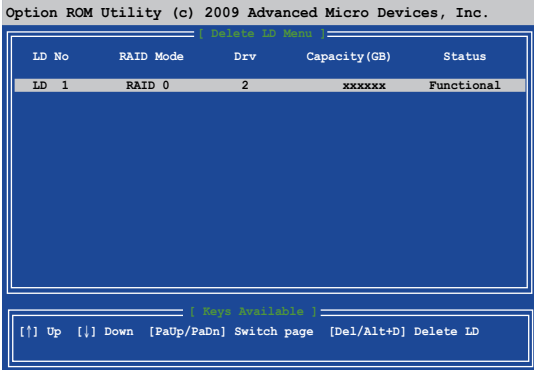 Option ROM Utility (c) 2009 Advanced Micro Devices, Inc.
[ Delete LD Menu ]
LD No RAID Mode Drv Capacity(GB) Status
LD 1 RAID 0 2 xxxxxx Functional
[ Keys Available ]
[↑] Up [↓] Down [PaUp/PaDn] Switch page [Del/Alt+D] Delete LD